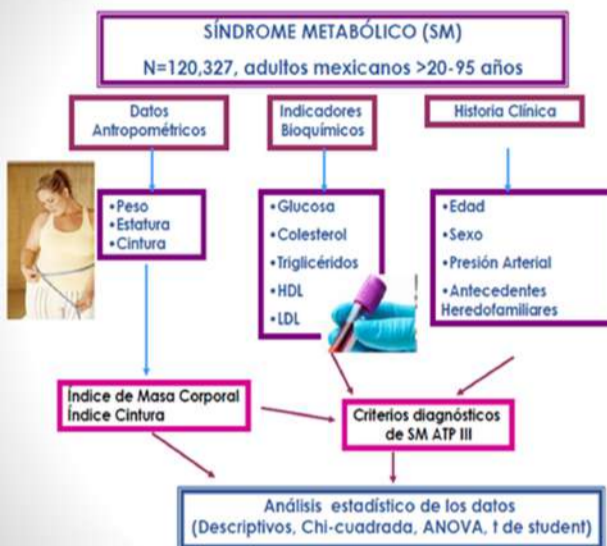 SÍNDROME METABÓLICO (SM)
N=120,327, adultos mexicanos >20-95 años
Datos
Antropométricos
Indicadores
Bioquímicos
Historia Clínica
•Peso
•Estatura
•Cintura
•Glucosa
•Colesterol
•Triglicéridos
•HDL
•LDL
•Edad
•Sexo
•Presión Arterial
•Antecedentes
Heredofamiliares
Índice de Masa Corporal
Índice Cintura
Criterios diagnósticos
de SM ATP III
Análisis estadístico de los datos
(Descriptivos, Chi-cuadrada, ANOVA, t de student)